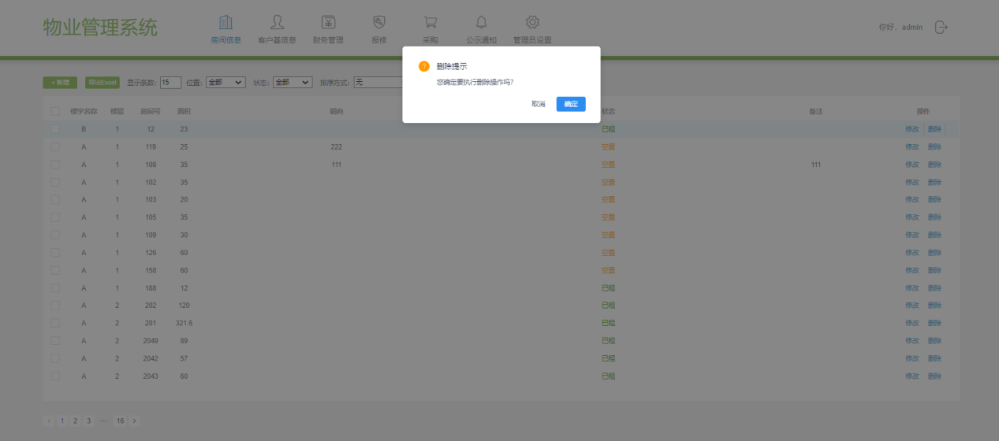 物业管理系统
房间信息 客户基信息 财务管理 报修 采购 公示通知 管理员设置
你好，admin
+ 新增 导出Excel 显示条数: 15 位置: 全部 状态: 全部 排序方式: 无
删除提示
您确定要执行删除操作吗?
取消 确定
楼宇名称 楼层 房间号 面积 朝向 状态 备注 操作
B 1 12 23 已租 修改 删除
A 1 119 25 222 空置 修改 删除
A 1 108 35 111 空置 111 修改 删除
A 1 102 35 空置 修改 删除
A 1 103 20 空置 修改 删除
A 1 105 35 空置 修改 删除
A 1 109 30 空置 修改 删除
A 1 126 60 空置 修改 删除
A 1 158 60 空置 修改 删除
A 1 188 12 已租 修改 删除
A 2 202 120 已租 修改 删除
A 2 201 321.6 已租 修改 删除
A 2 2049 89 已租 修改 删除
A 2 2042 57 已租 修改 删除
A 2 2043 60 已租 修改 删除
< 1 2 3 ··· 16 >